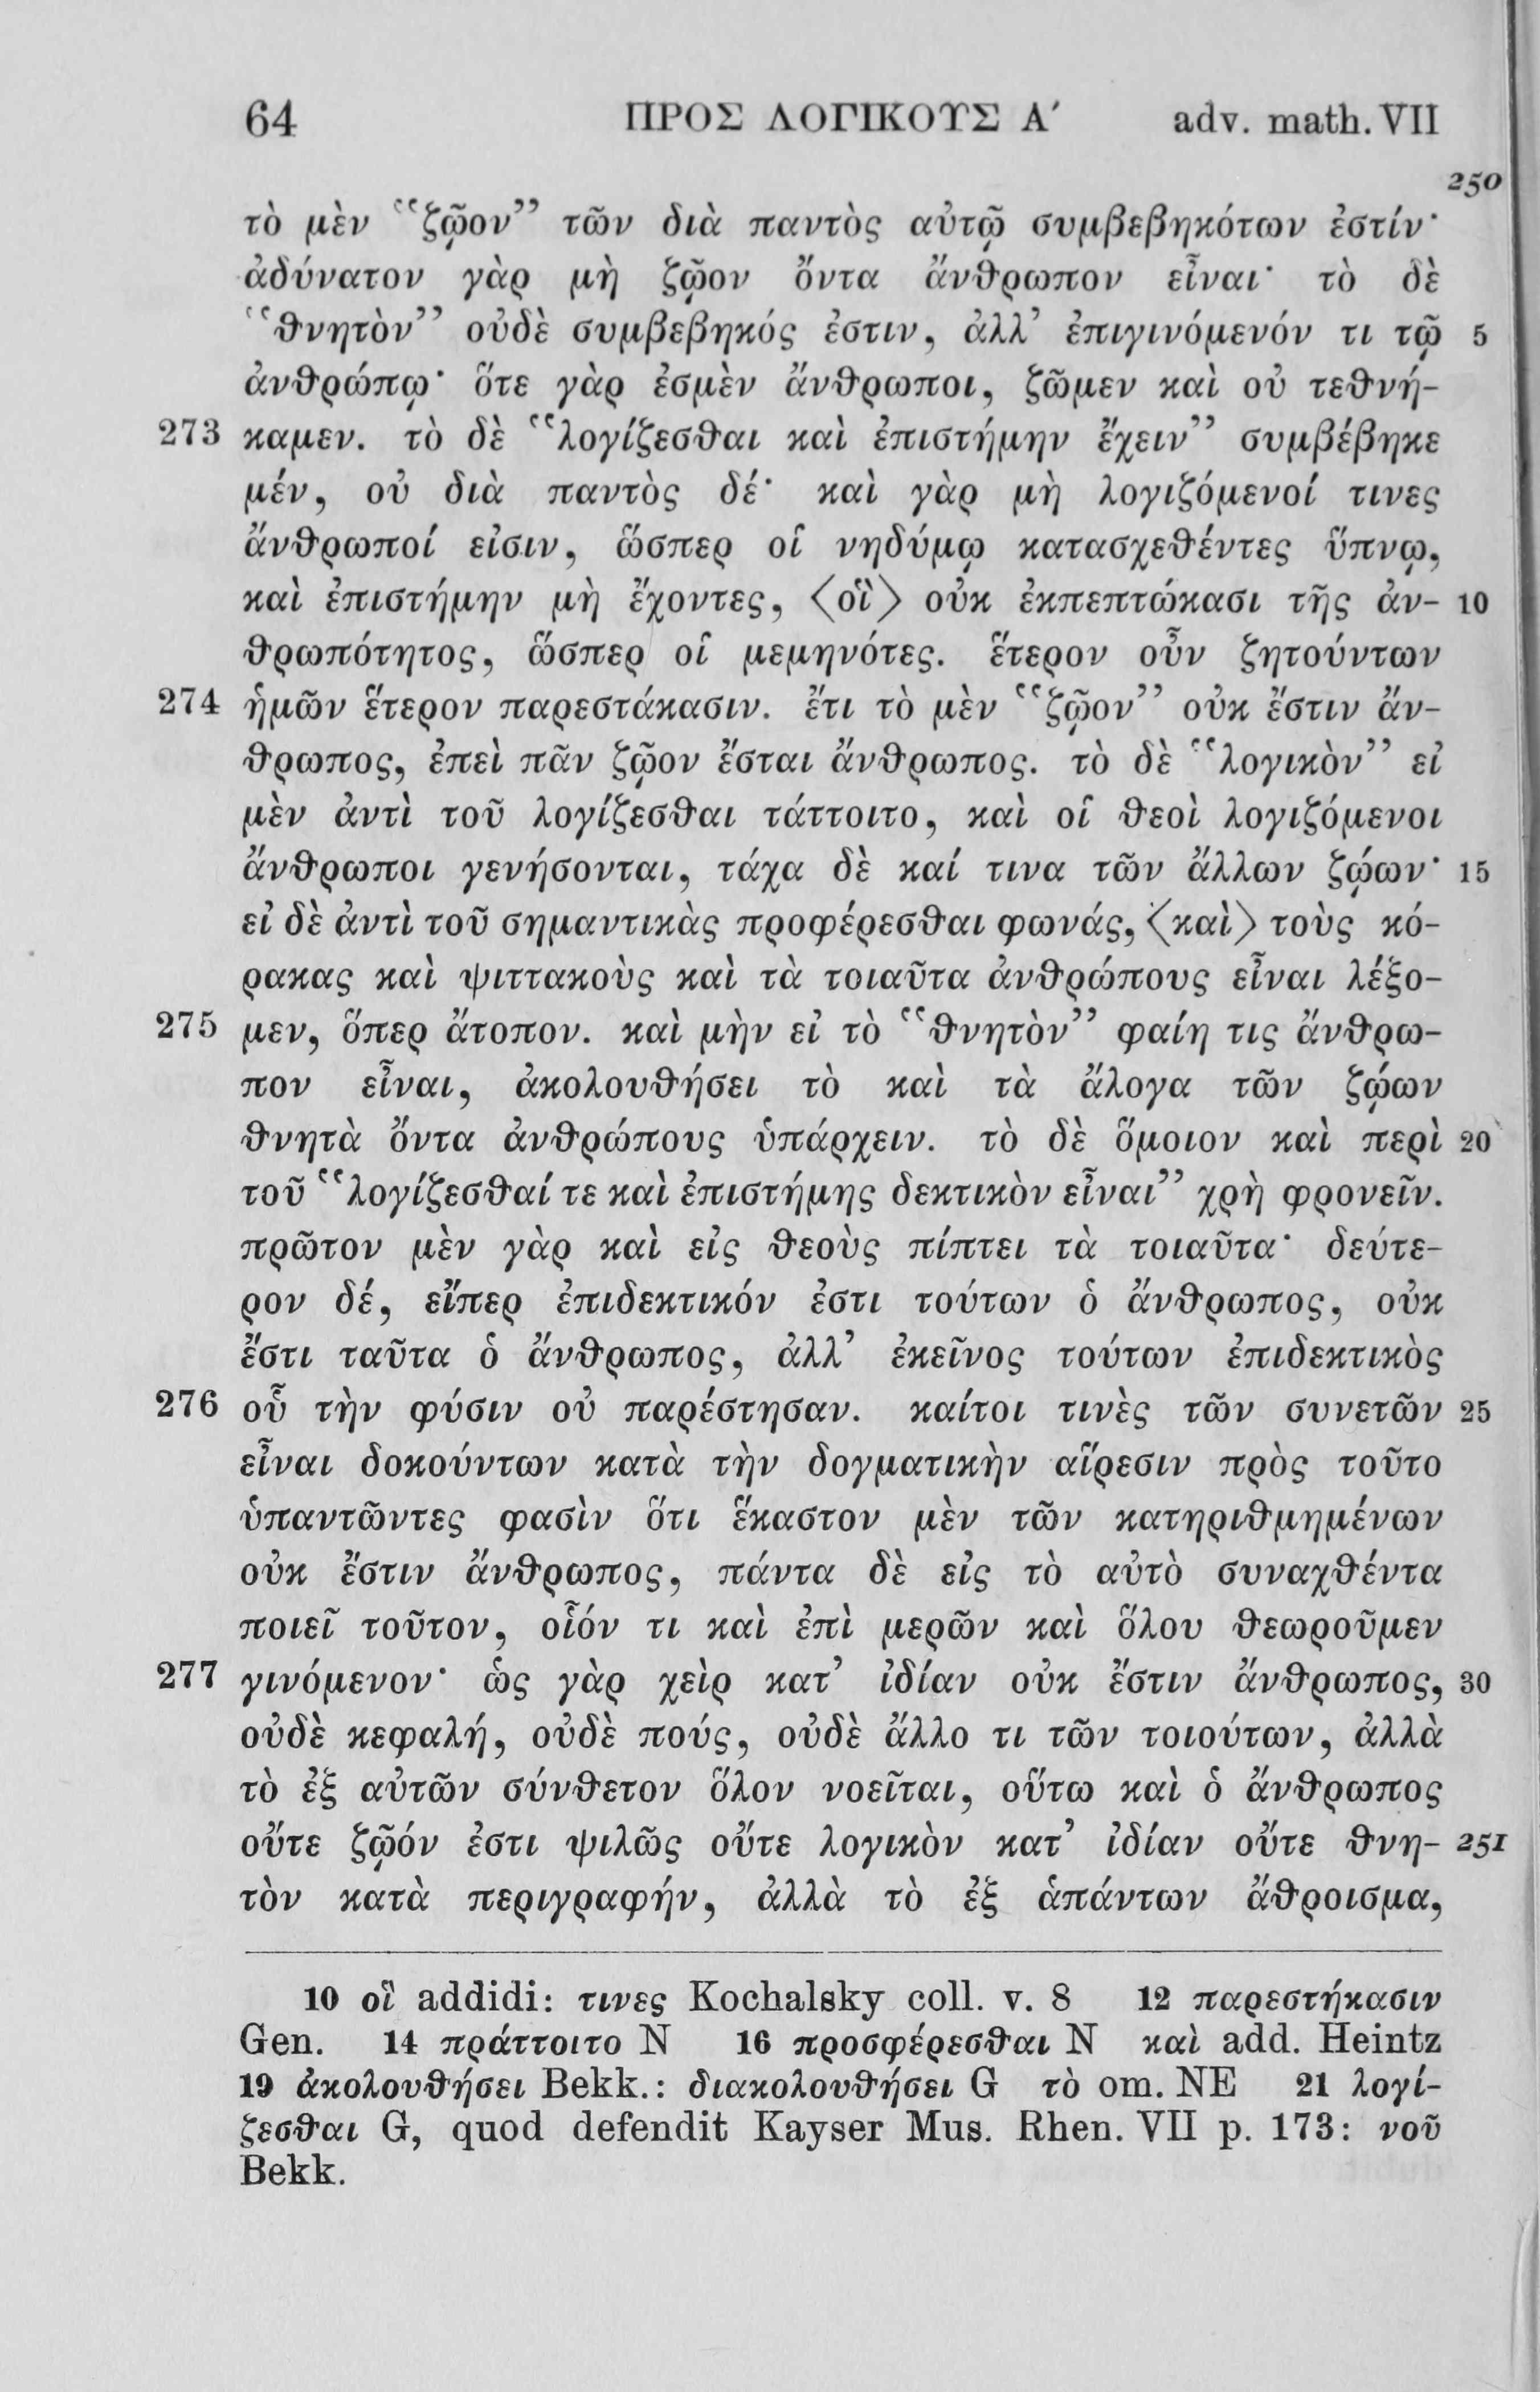 64 ΠΡΟΣ ΛΟΓΙΚΟΥΣ Α´ adv. math. VII
250
τὸ μὲν “ζῷον” τῶν διὰ παντὸς αὐτῷ συμβεβηκότων ἐστίν·
ἀδύνατον γὰρ μὴ ζῷον ὄντα ἄνθρωπον εἶναι· τὸ δὲ
“θνητὸν” οὐδὲ συμβεβηκός ἐστιν, ἀλλ’ ἐπιγινόμενόν τι τῷ 5
ἀνθρώπῳ· ὅτε γὰρ ἐσμὲν ἄνθρωποι, ζῶμεν καὶ οὐ τεθνή-
273 καμεν. τὸ δὲ “λογίζεσθαι καὶ ἐπιστήμην ἔχειν” συμβέβηκε
μέν, οὐ διὰ παντὸς δέ· καὶ γὰρ μὴ λογιζόμενοί τινες
ἄνθρωποί εἰσιν, ὥσπερ οἱ νηδύμῳ κατασχεθέντες ὕπνῳ,
καὶ ἐπιστήμην μὴ ἔχοντες, ⟨οἳ⟩ οὐκ ἐκπεπτώκασι τῆς ἀν- 10
θρωπότητος, ὥσπερ οἱ μεμηνότες. ἕτερον οὖν ζητούντων
274 ἡμῶν ἕτερον παρεστάκασιν. ἔτι τὸ μὲν “ζῷον” οὐκ ἔστιν ἄν-
θρωπος, ἐπεὶ πᾶν ζῷον ἔσται ἄνθρωπος. τὸ δὲ “λογικὸν” εἰ
μὲν ἀντὶ τοῦ λογίζεσθαι τάττοιτο, καὶ οἱ θεοὶ λογιζόμενοι
ἄνθρωποι γενήσονται, τάχα δὲ καί τινα τῶν ἄλλων ζῴων· 15
εἰ δὲ ἀντὶ τοῦ σημαντικὰς προφέρεσθαι φωνάς, ⟨καὶ⟩ τοὺς κό-
ρακας καὶ ψιττακοὺς καὶ τὰ τοιαῦτα ἀνθρώπους εἶναι λέξο-
275 μεν, ὅπερ ἄτοπον. καὶ μὴν εἰ τὸ “θνητὸν” φαίη τις ἄνθρω-
πον εἶναι, ἀκολουθήσει τὸ καὶ τὰ ἄλογα τῶν ζῴων
θνητὰ ὄντα ἀνθρώπους ὑπάρχειν. τὸ δὲ ὅμοιον καὶ περὶ 20
τοῦ “λογίζεσθαί τε καὶ ἐπιστήμης δεκτικὸν εἶναι” χρὴ φρονεῖν.
πρῶτον μὲν γὰρ καὶ εἰς θεοὺς πίπτει τὰ τοιαῦτα· δεύτε-
ρον δέ, εἴπερ ἐπιδεκτικόν ἐστι τούτων ὁ ἄνθρωπος, οὐκ
ἔστι ταῦτα ὁ ἄνθρωπος, ἀλλ’ ἐκεῖνος τούτων ἐπιδεκτικὸς
276 οὗ τὴν φύσιν οὐ παρέστησαν. καίτοι τινὲς τῶν συνετῶν 25
εἶναι δοκούντων κατὰ τὴν δογματικὴν αἵρεσιν πρὸς τοῦτο
ὑπαντῶντες φασὶν ὅτι ἕκαστον μὲν τῶν κατηριθμημένων
οὐκ ἔστιν ἄνθρωπος, πάντα δὲ εἰς τὸ αὐτὸ συναχθέντα
ποιεῖ τοῦτον, οἷόν τι καὶ ἐπὶ μερῶν καὶ ὅλου θεωροῦμεν
277 γινόμενον· ὡς γὰρ χεὶρ κατ’ ἰδίαν οὐκ ἔστιν ἄνθρωπος, 30
οὐδὲ κεφαλή, οὐδὲ πούς, οὐδὲ ἄλλο τι τῶν τοιούτων, ἀλλὰ
τὸ ἐξ αὐτῶν σύνθετον ὅλον νοεῖται, οὕτω καὶ ὁ ἄνθρωπος
οὔτε ζῷόν ἐστι ψιλῶς οὔτε λογικὸν κατ’ ἰδίαν οὔτε θνη- 251
τὸν κατὰ περιγραφήν, ἀλλὰ τὸ ἐξ ἁπάντων ἄθροισμα,
10 οἳ addidi: τινες Kochalsky coll. v. 8 12 παρεστήκασιν
Gen. 14 πράττοιτο N 16 προσφέρεσθαι N καὶ add. Heintz
19 ἀκολουθήσει Bekk.: διακολουθήσει G τὸ om. NE 21 λογί-
ζεσθαι G, quod defendit Kayser Mus. Rhen. VII p. 173: νοῦ
Bekk.